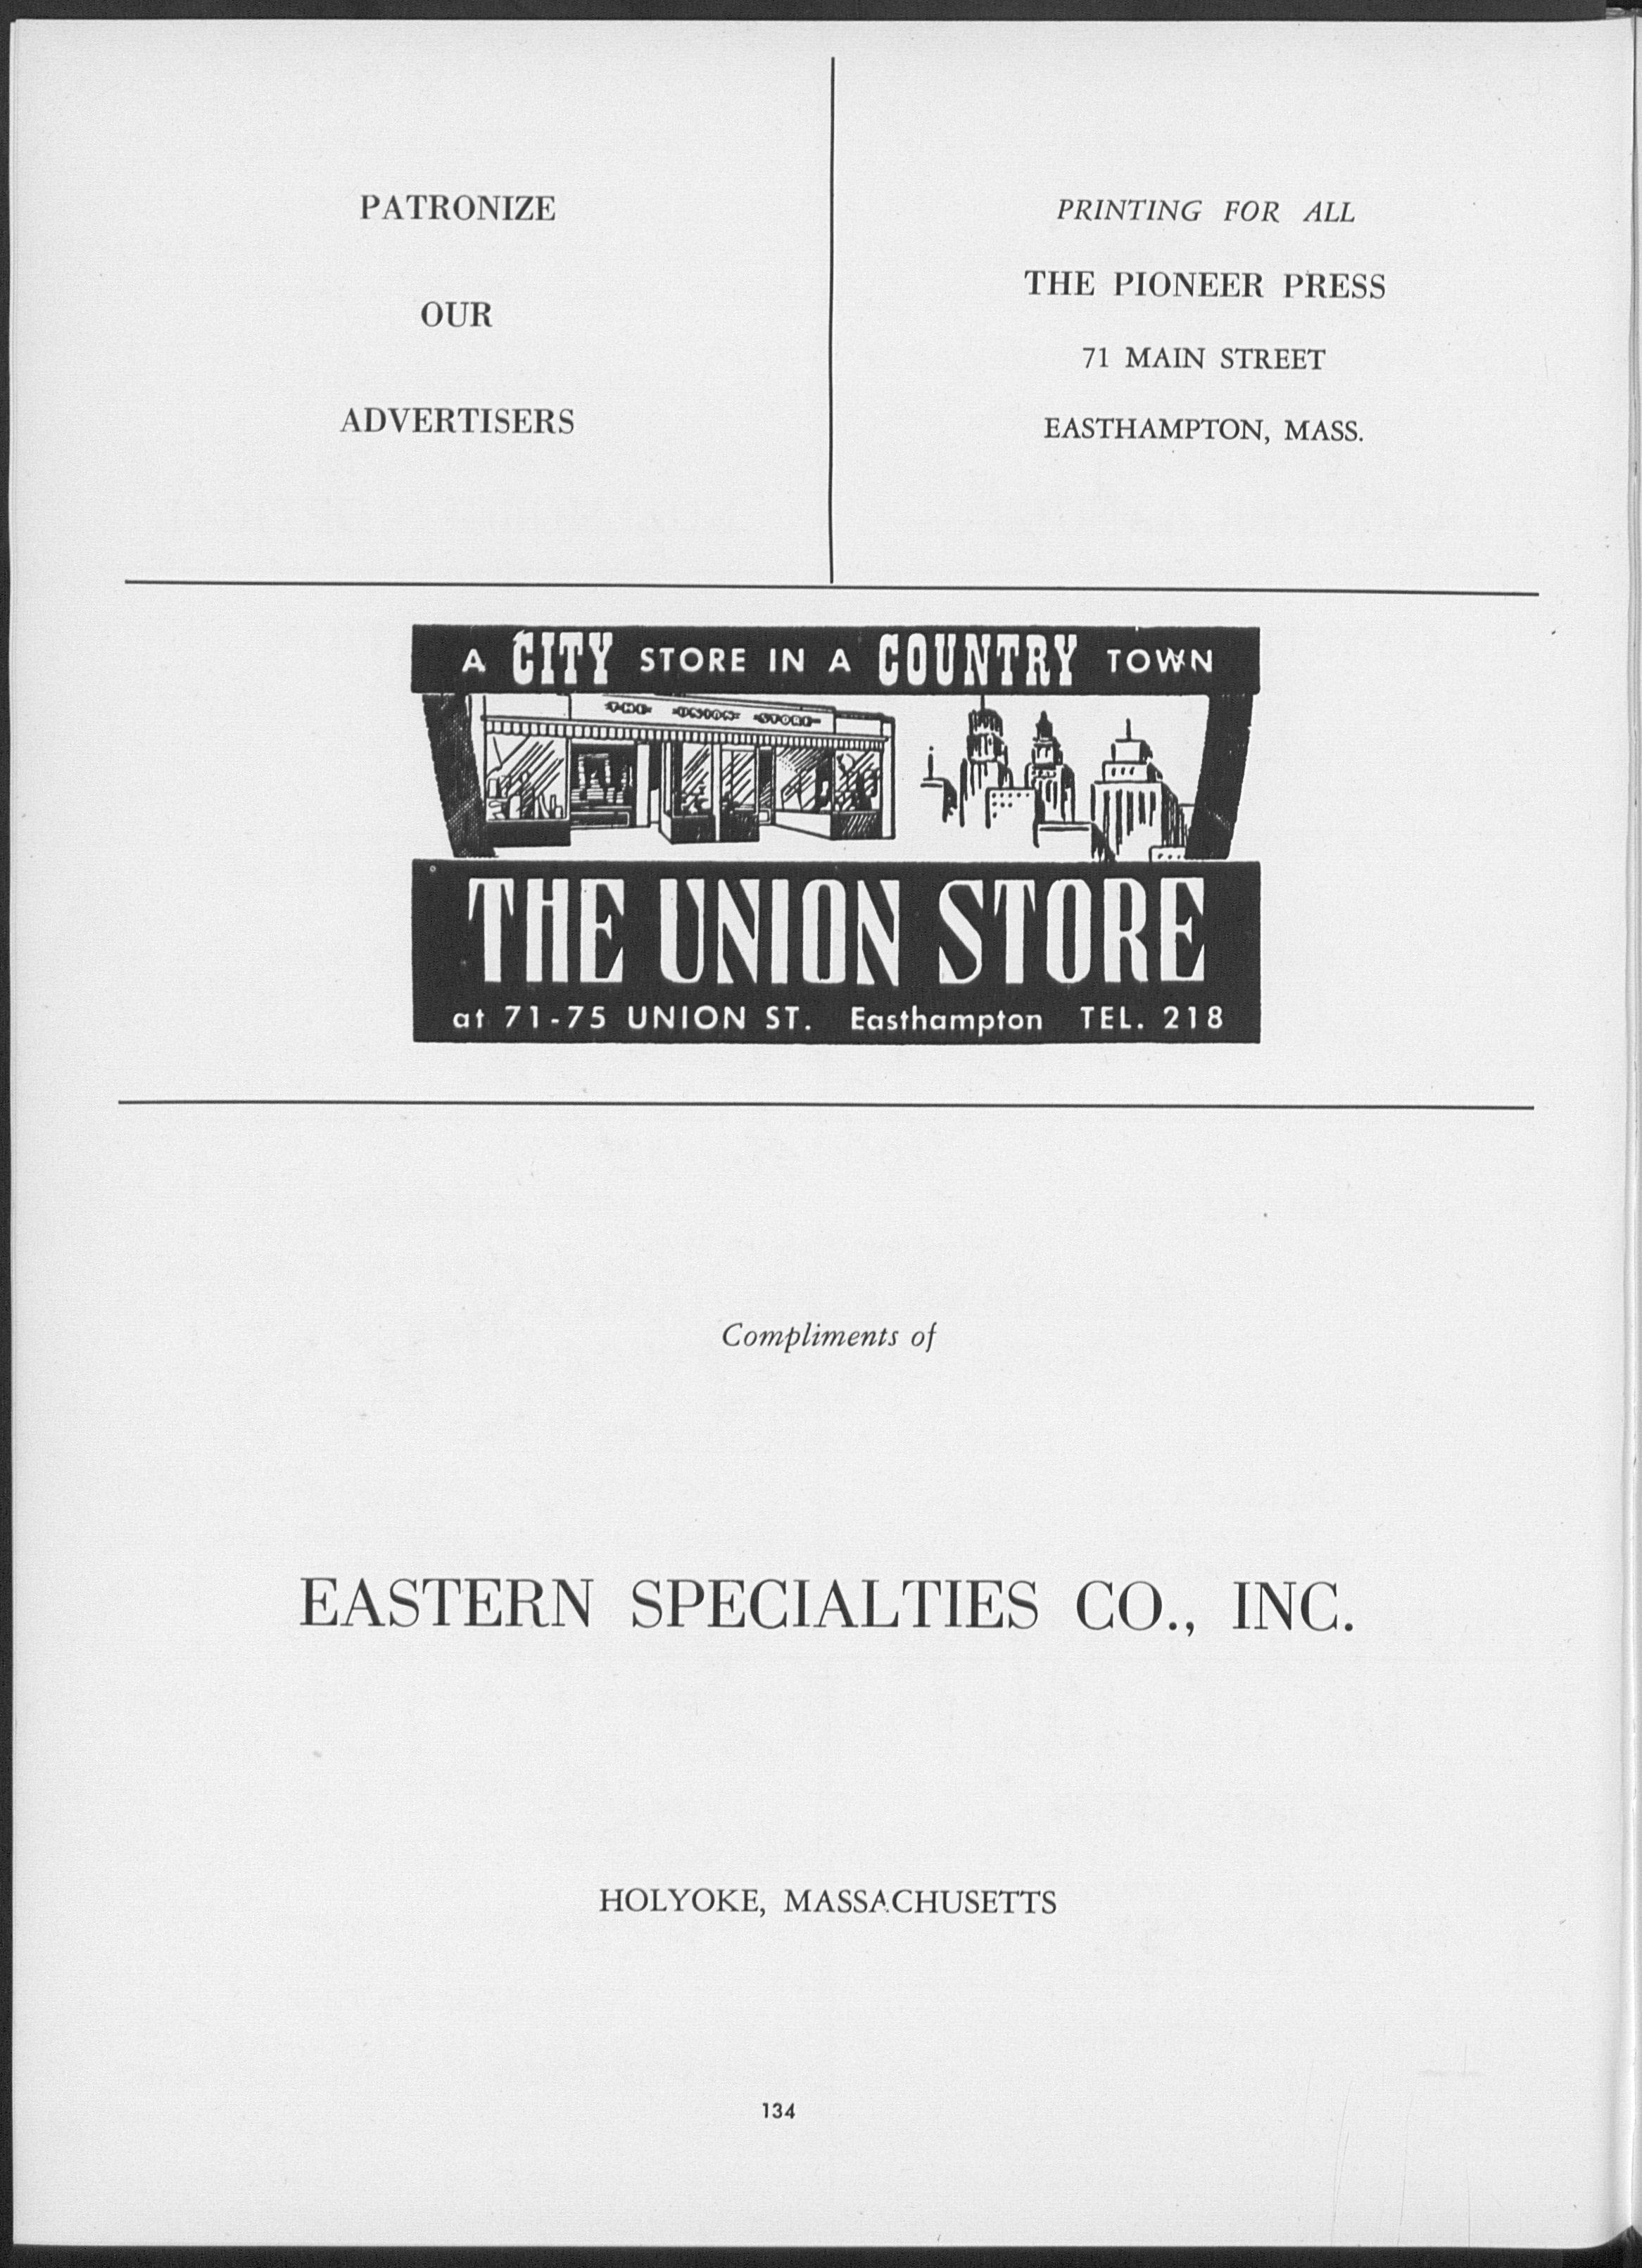 PATRONIZE
OUR
ADVERTISERS
PRINTING FOR ALL
THE PIONEER PRESS
71 MAIN STREET
EASTHAMPTON, MASS.
A CITY STORE IN A COUNTRY TOWN
THE UNION STORE
THE UNION STORE
at 71-75 UNION ST. Easthampton TEL. 218
Compliments of
EASTERN SPECIALTIES CO., INC.
HOLYOKE, MASSACHUSETTS
134